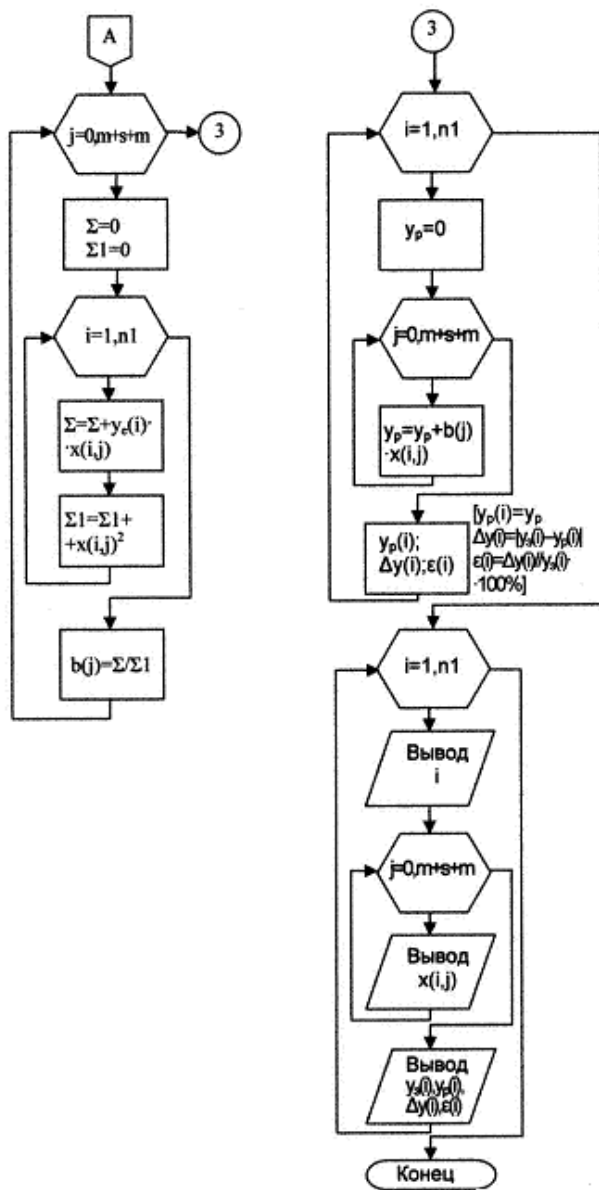 A
j=0,m+s+m
3
Σ=0
Σ1=0
i=1,n1
Σ=Σ+yₑ(i)·
·x(i,j)
Σ1=Σ1+
+x(i,j)²
b(j)=Σ/Σ1
3
i=1,n1
yₚ=0
j=0,m+s+m
yₚ=yₚ+b(j)
·x(i,j)
yₚ(i);
Δy(i);ε(i)
[yₚ(i)=yₚ
Δy(i)=|yэ(i)–yₚ(i)|
ε(i)=Δy(i)/yэ(i)·
·100%]
i=1,n1
Вывод
i
j=0,m+s+m
Вывод
x(i,j)
Вывод
yэ(i),yₚ(i),
Δy(i),ε(i)
Конец